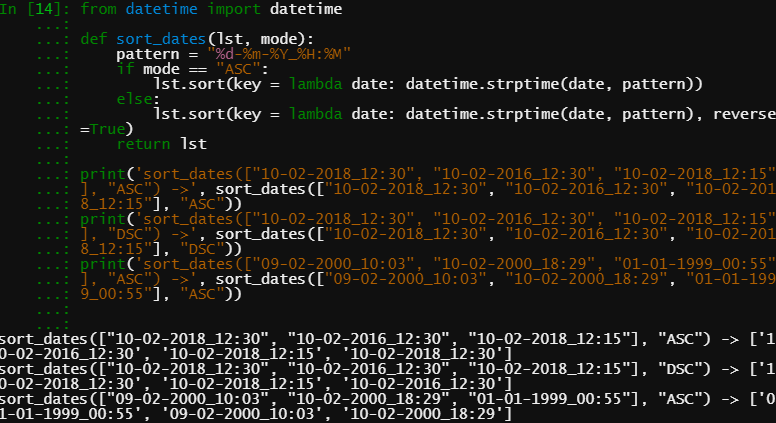 In [14]: from datetime import datetime
...:
...: def sort_dates(lst, mode):
...:     pattern = "%d-%m-%Y_%H:%M"
...:     if mode == "ASC":
...:         lst.sort(key = lambda date: datetime.strptime(date, pattern))
...:     else:
...:         lst.sort(key = lambda date: datetime.strptime(date, pattern), reverse
...: =True)
...:     return lst
...:
...: print('sort_dates(["10-02-2018_12:30", "10-02-2016_12:30", "10-02-2018_12:15"
...: ], "ASC") ->', sort_dates(["10-02-2018_12:30", "10-02-2016_12:30", "10-02-201
...: 8_12:15"], "ASC"))
...: print('sort_dates(["10-02-2018_12:30", "10-02-2016_12:30", "10-02-2018_12:15"
...: ], "DSC") ->', sort_dates(["10-02-2018_12:30", "10-02-2016_12:30", "10-02-201
...: 8_12:15"], "DSC"))
...: print('sort_dates(["09-02-2000_10:03", "10-02-2000_18:29", "01-01-1999_00:55"
...: ], "ASC") ->', sort_dates(["09-02-2000_10:03", "10-02-2000_18:29", "01-01-199
...: 9_00:55"], "ASC"))
...:
...:
sort_dates(["10-02-2018_12:30", "10-02-2016_12:30", "10-02-2018_12:15"], "ASC") -> ['1
0-02-2016_12:30', '10-02-2018_12:15', '10-02-2018_12:30']
sort_dates(["10-02-2018_12:30", "10-02-2016_12:30", "10-02-2018_12:15"], "DSC") -> ['1
0-02-2018_12:30', '10-02-2018_12:15', '10-02-2016_12:30']
sort_dates(["09-02-2000_10:03", "10-02-2000_18:29", "01-01-1999_00:55"], "ASC") -> ['0
1-01-1999_00:55', '09-02-2000_10:03', '10-02-2000_18:29']